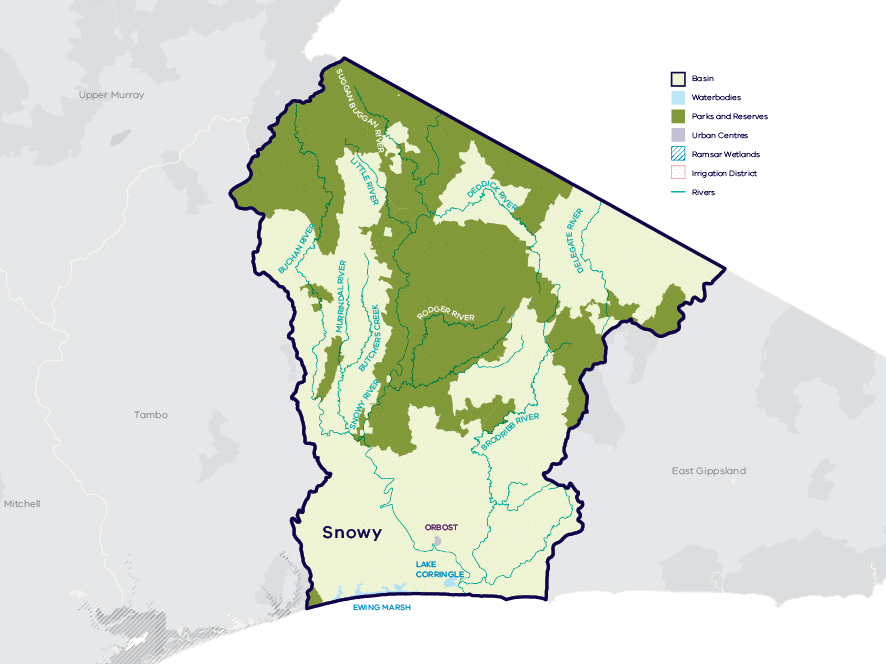 Upper Murray
SUGGAN BUGGAN RIVER
LITTLE RIVER
DEDDICK RIVER
DELEGATE RIVER
BUCHAN RIVER
MURRINDAL RIVER
BUTCHERS CREEK
RODGER RIVER
SNOWY RIVER
BRODRIBB RIVER
Tambo
East Gippsland
Mitchell
Snowy
ORBOST
LAKE
CORRINGLE
EWING MARSH
Basin
Waterbodies
Parks and Reserves
Urban Centres
Ramsar Wetlands
Irrigation District
Rivers